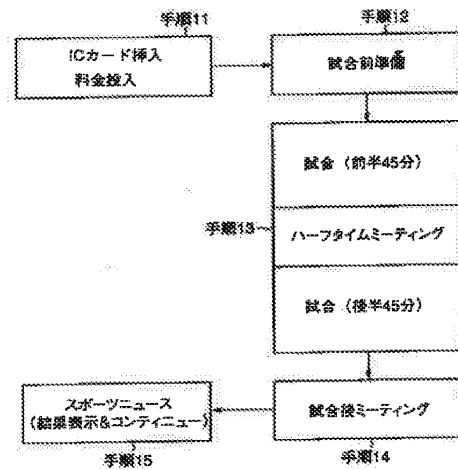 手順11
ICカード挿入
料金投入
手順12
試合前準備
試合（前半45分）
手順13
ハーフタイムミーティング
試合（後半45分）
試合後ミーティング
手順14
スポーツニュース
（結果表示&コンティニュー）
手順15